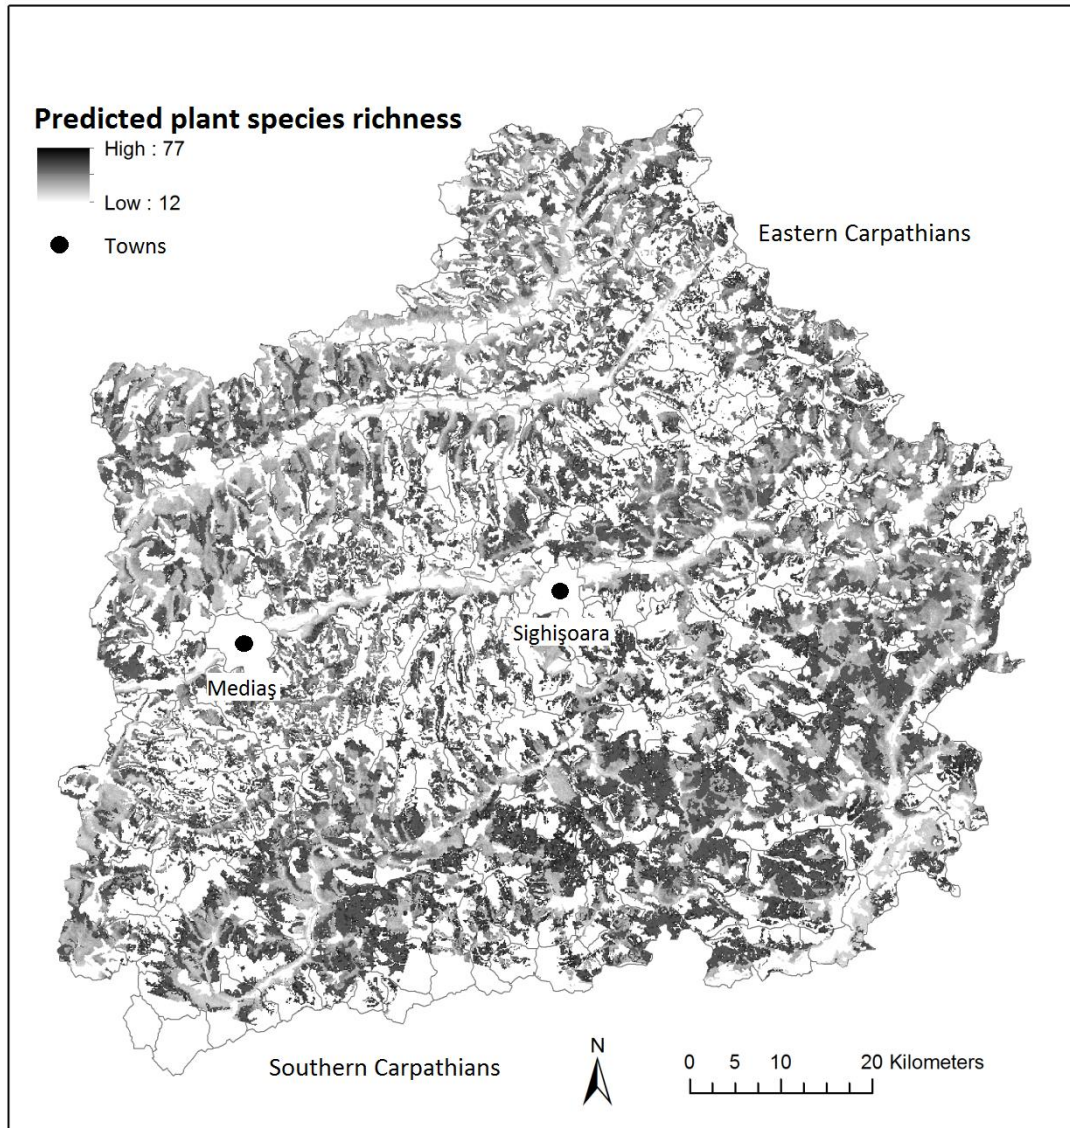 Predicted plant species richness
High : 77
Low : 12
Towns
Eastern Carpathians
Sighişoara
Mediaş
Southern Carpathians
N
0 5 10 20 Kilometers